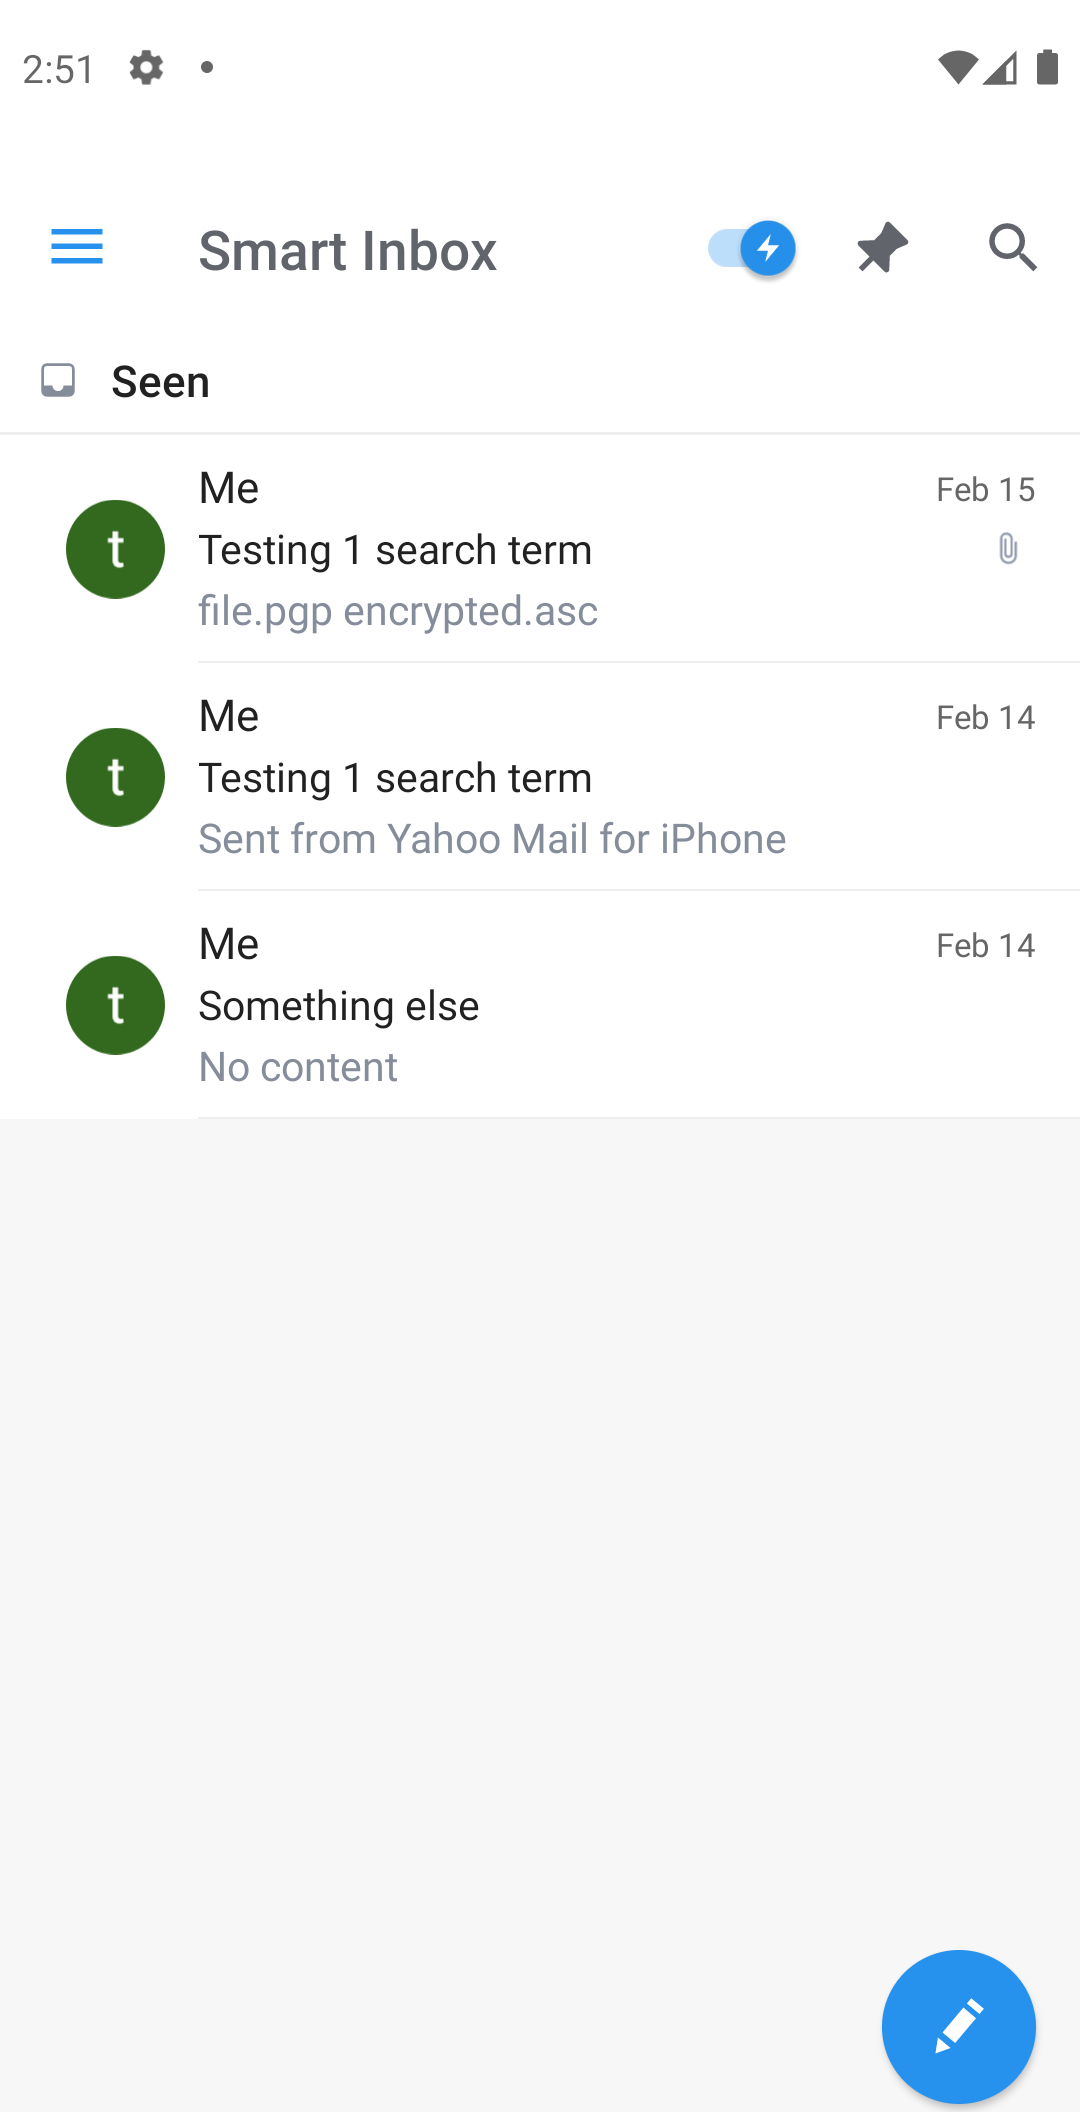 2:51
Smart Inbox
Seen
Me
Feb 15
t
Testing 1 search term
file.pgp encrypted.asc
Me
Feb 14
t
Testing 1 search term
Sent from Yahoo Mail for iPhone
Me
Feb 14
t
Something else
No content